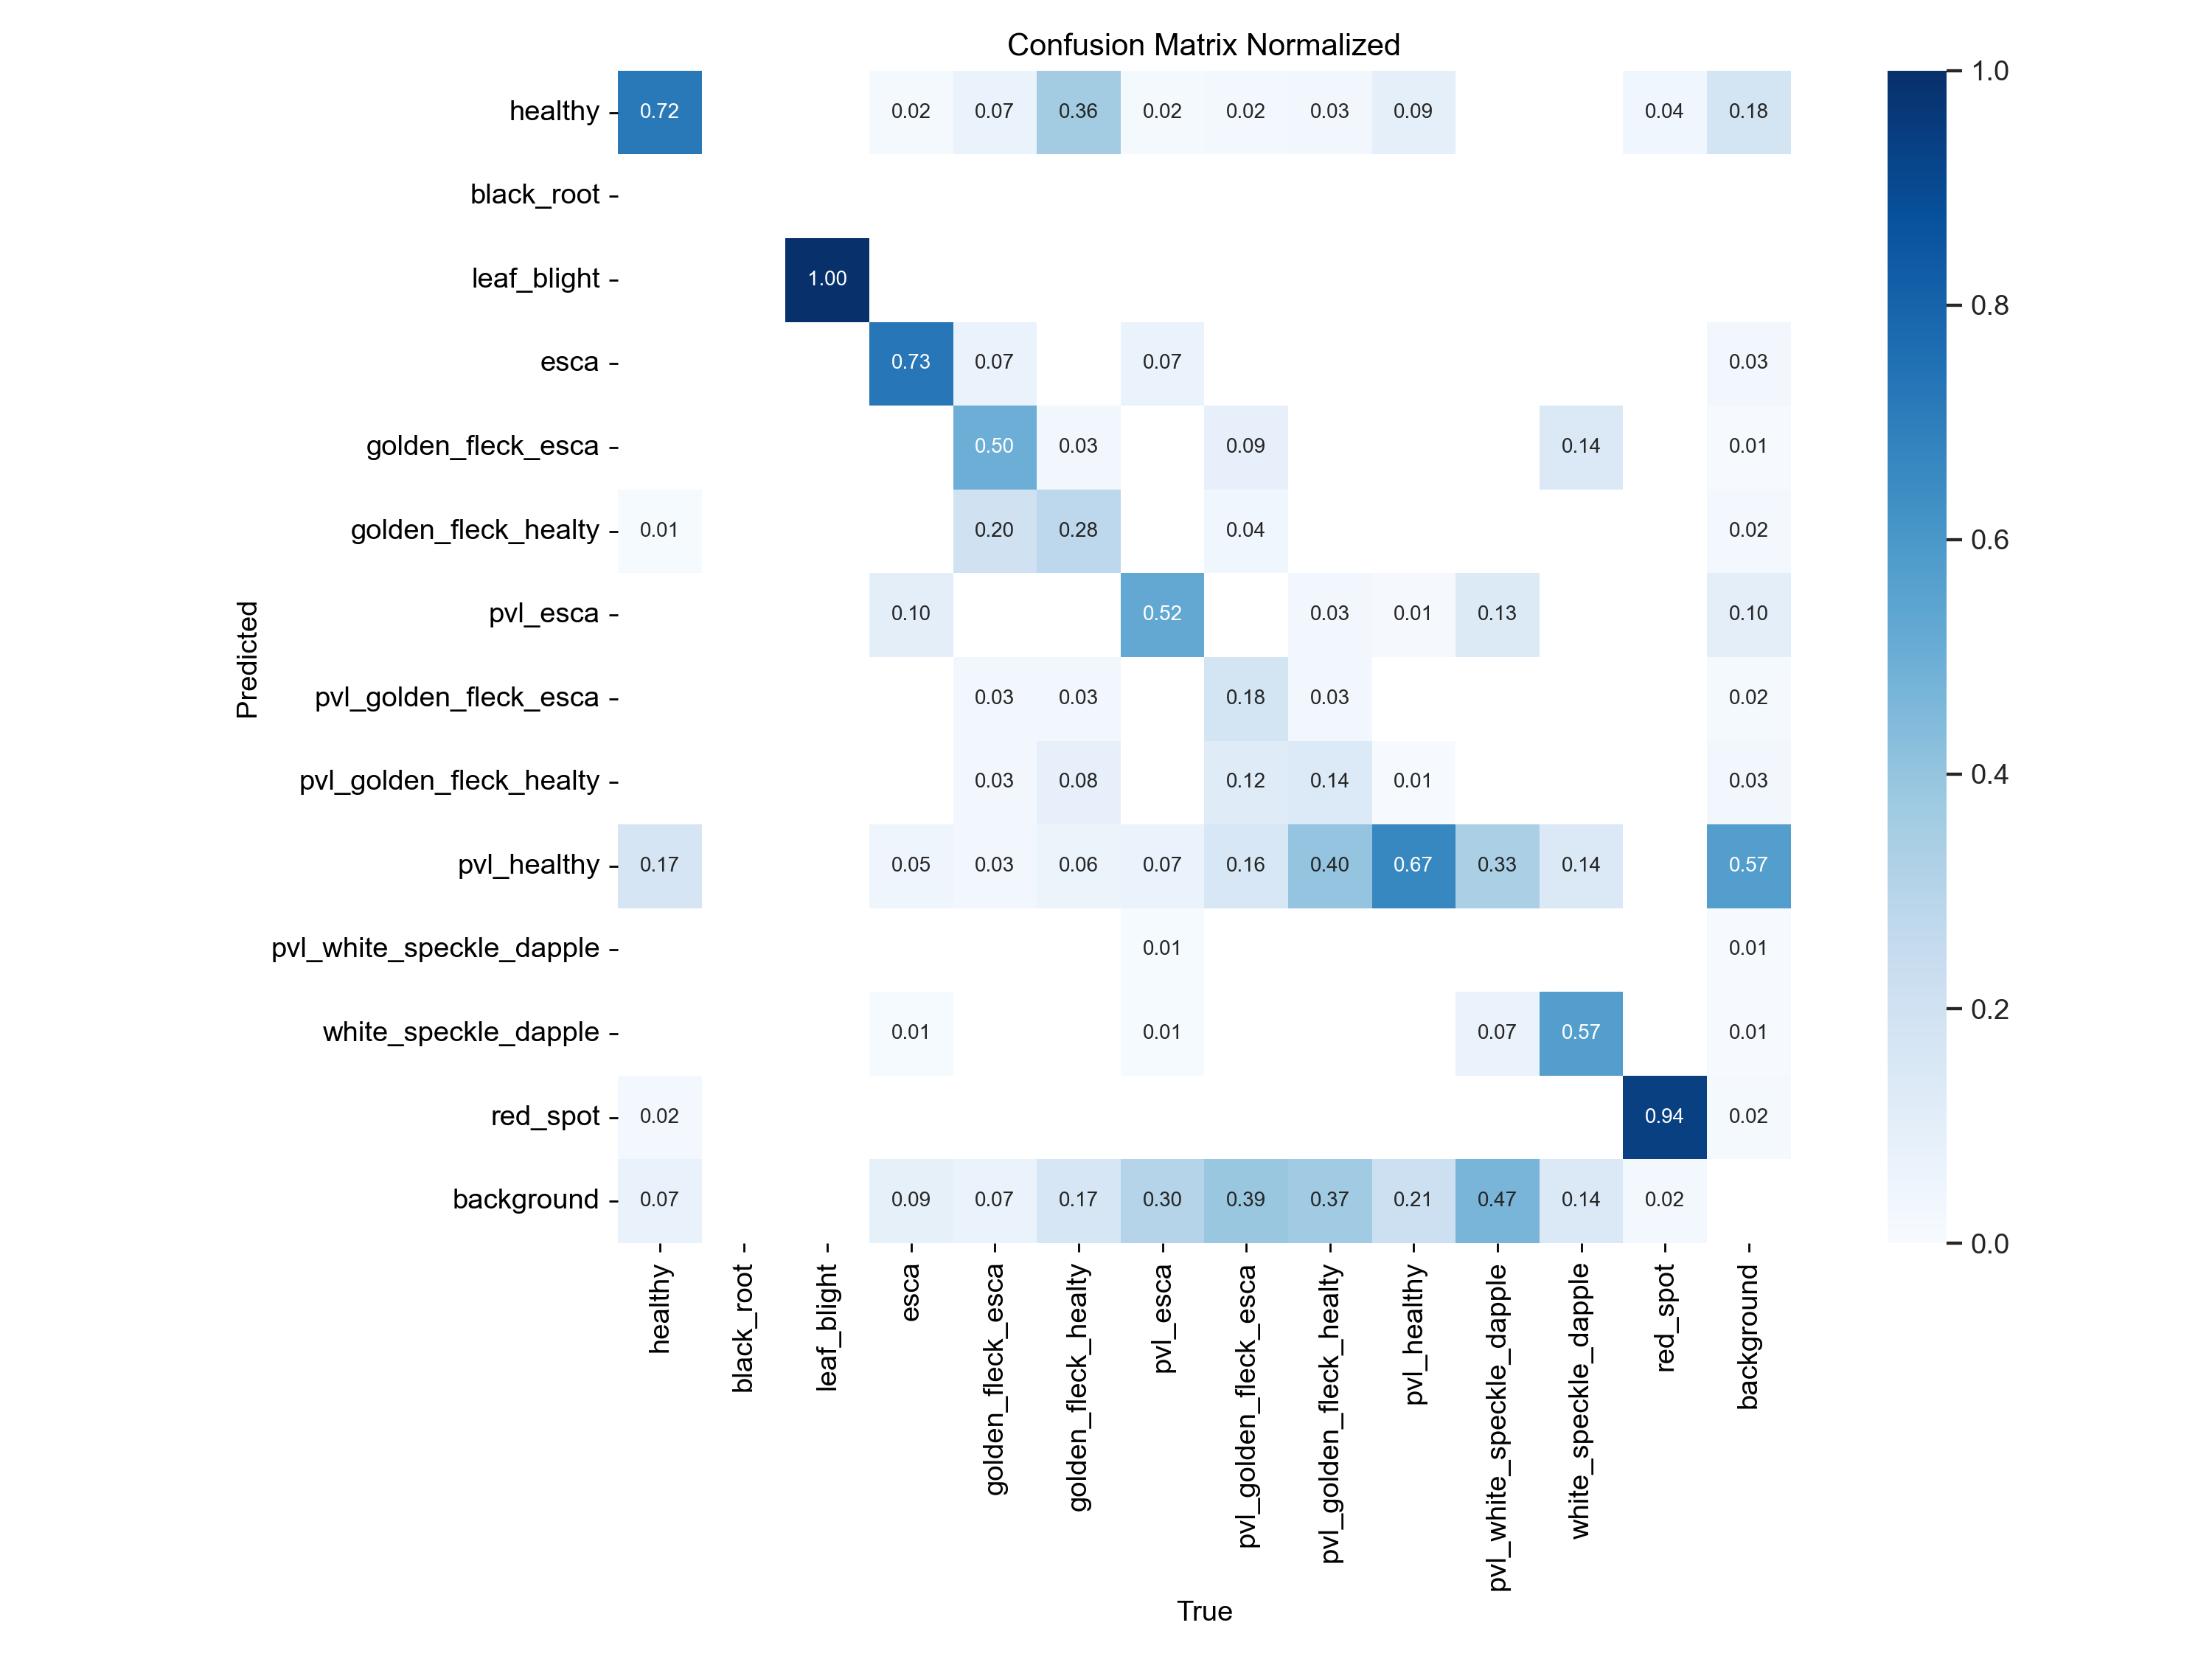 Confusion Matrix Normalized
healthy 0.72 0.02 0.07 0.36 0.02 0.02 0.03 0.09 0.04 0.18
black_root
leaf_blight 1.00
esca 0.73 0.07 0.07 0.03
golden_fleck_esca 0.50 0.03 0.09 0.14 0.01
golden_fleck_healty 0.01 0.20 0.28 0.04 0.02
pvl_esca 0.10 0.52 0.03 0.01 0.13 0.10
pvl_golden_fleck_esca 0.03 0.03 0.18 0.03 0.02
pvl_golden_fleck_healty 0.03 0.08 0.12 0.14 0.01 0.03
pvl_healthy 0.17 0.05 0.03 0.06 0.07 0.16 0.40 0.67 0.33 0.14 0.57
pvl_white_speckle_dapple 0.01 0.01
white_speckle_dapple 0.01 0.01 0.07 0.57 0.01
red_spot 0.02 0.94 0.02
background 0.07 0.09 0.07 0.17 0.30 0.39 0.37 0.21 0.47 0.14 0.02
Predicted
healthy
black_root
leaf_blight
esca
golden_fleck_esca
golden_fleck_healty
pvl_esca
pvl_golden_fleck_esca
pvl_golden_fleck_healty
pvl_healthy
pvl_white_speckle_dapple
white_speckle_dapple
red_spot
background
True
1.0
0.8
0.6
0.4
0.2
0.0